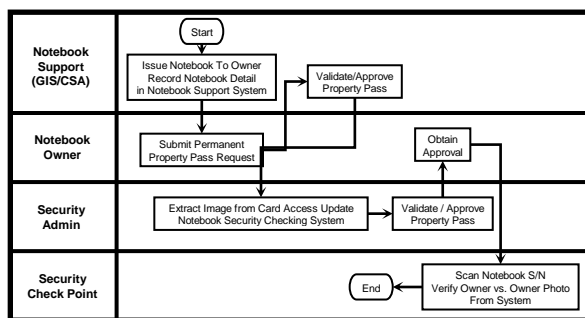 Notebook
Support
(GIS/CSA)
Start
Issue Notebook To Owner
Record Notebook Detail
in Notebook Support System
Validate/Approve
Property Pass
Notebook
Owner
Submit Permanent
Property Pass Request
Obtain
Approval
Security
Admin
Extract Image from Card Access Update
Notebook Security Checking System
Validate / Approve
Property Pass
Security
Check Point
End
Scan Notebook S/N
Verify Owner vs. Owner Photo
From System